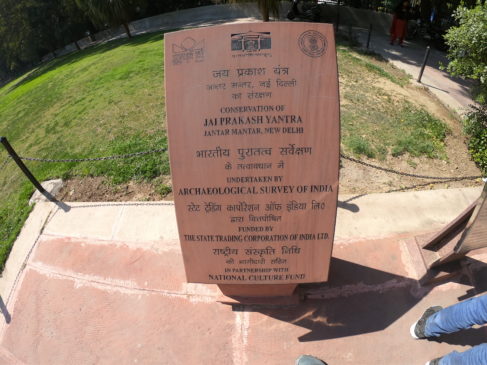 जय प्रकाश यंत्र
जन्तर मन्तर, नई दिल्ली
का संरक्षण
CONSERVATION OF
JAI PRAKASH YANTRA
JANTAR MANTAR, NEW DELHI
भारतीय पुरातत्व सर्वेक्षण
के तत्वावधान में
UNDERTAKEN BY
ARCHAEOLOGICAL SURVEY OF INDIA
स्टेट ट्रेडिंग कार्पोरेशन ऑफ इंडिया लि०
द्वारा वित्तपोषित
FUNDED BY
THE STATE TRADING CORPORATION OF INDIA LTD.
राष्ट्रीय संस्कृति निधि
की भागीदारी सहित
IN PARTNERSHIP WITH
NATIONAL CULTURE FUND